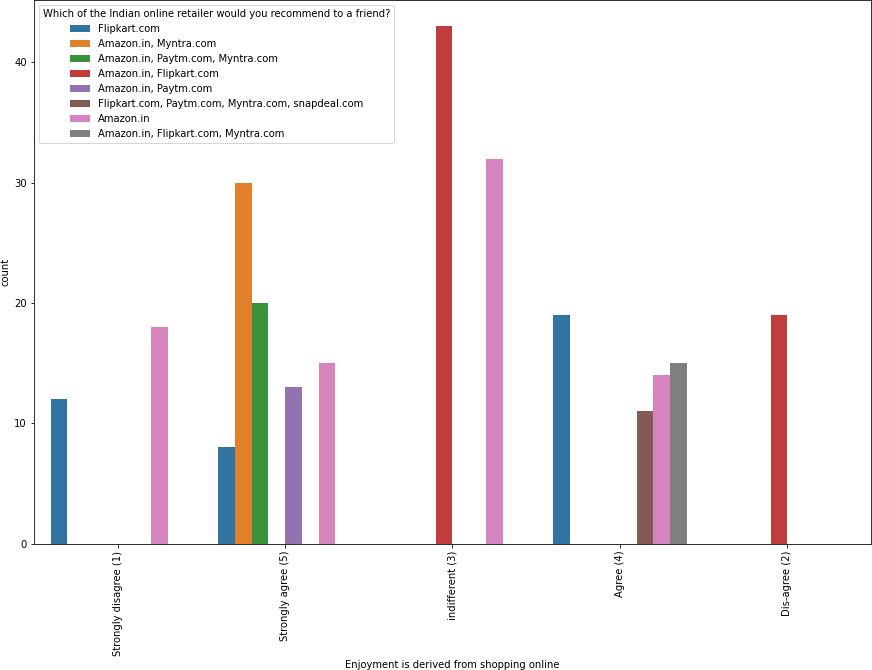 Which of the Indian online retailer would you recommend to a friend?
Flipkart.com
Amazon.in, Myntra.com
Amazon.in, Paytm.com, Myntra.com
Amazon.in, Flipkart.com
Amazon.in, Paytm.com
Flipkart.com, Paytm.com, Myntra.com, snapdeal.com
Amazon.in
Amazon.in, Flipkart.com, Myntra.com
40
30
20
10
0
count
Strongly disagree (1)
Strongly agree (5)
indifferent (3)
Agree (4)
Dis-agree (2)
Enjoyment is derived from shopping online